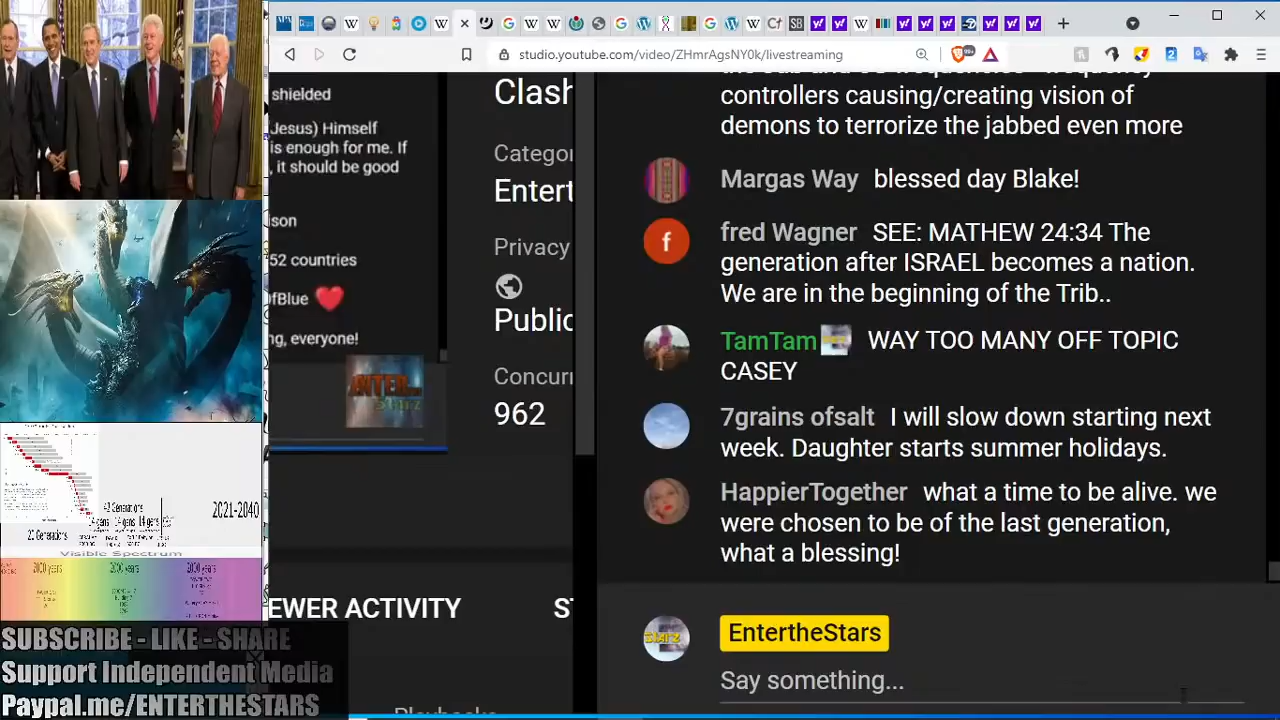 studio.youtube.com/video/ZHmrAgsNY0k/livestreaming
shielded
Jesus) Himself
is enough for me. If
, it should be good
ison
52 countries
OfBlue
ng, everyone!
Clash
Categor
Entert
Privacy
Public
Concurr
962
EWER ACTIVITY
ST
Playbooks
controllers causing/creating vision of
demons to terrorize the jabbed even more
Margas Way blessed day Blake!
fred Wagner SEE: MATHEW 24:34 The
generation after ISRAEL becomes a nation.
We are in the beginning of the Trib..
TamTam WAY TOO MANY OFF TOPIC
CASEY
7grains ofsalt I will slow down starting next
week. Daughter starts summer holidays.
HappierTogether what a time to be alive. we
were chosen to be of the last generation,
what a blessing!
EntertheStars
Say something...
2021-2040
Visible Spectrum
SUBSCRIBE - LIKE - SHARE
Support Independent Media
Paypal.me/ENTERTHESTARS